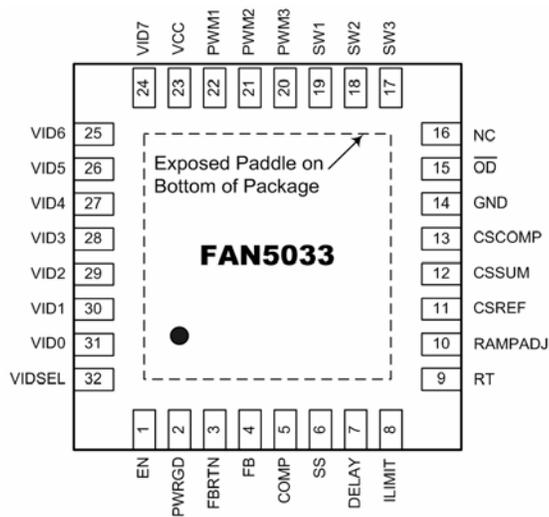 VID7 VCC PWM1 PWM2 PWM3 SW1 SW2 SW3
24 23 22 21 20 19 18 17
VID6 25
VID5 26
VID4 27
VID3 28
VID2 29
VID1 30
VID0 31
VIDSEL 32
Exposed Paddle on
Bottom of Package
FAN5033
16 NC
15 OD
14 GND
13 CSCOMP
12 CSSUM
11 CSREF
10 RAMPADJ
9 RT
1 2 3 4 5 6 7 8
EN PWRGD FBRTN FB COMP SS DELAY ILIMIT